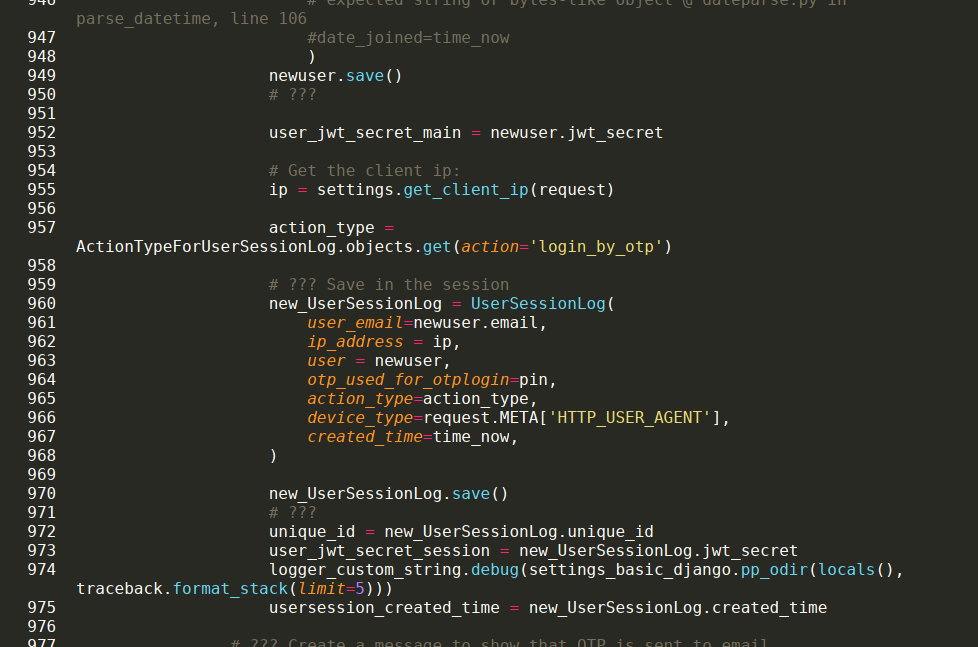 946 # expected string or bytes-like object @ dateparse.py in
parse_datetime, line 106
947 #date_joined=time_now
948 )
949 newuser.save()
950 # ???
951
952 user_jwt_secret_main = newuser.jwt_secret
953
954 # Get the client ip:
955 ip = settings.get_client_ip(request)
956
957 action_type =
ActionTypeForUserSessionLog.objects.get(action='login_by_otp')
958
959 # ??? Save in the session
960 new_UserSessionLog = UserSessionLog(
961 user_email=newuser.email,
962 ip_address = ip,
963 user = newuser,
964 otp_used_for_otplogin=pin,
965 action_type=action_type,
966 device_type=request.META['HTTP_USER_AGENT'],
967 created_time=time_now,
968 )
969
970 new_UserSessionLog.save()
971 # ???
972 unique_id = new_UserSessionLog.unique_id
973 user_jwt_secret_session = new_UserSessionLog.jwt_secret
974 logger_custom_string.debug(settings_basic_django.pp_odir(locals(),
traceback.format_stack(limit=5)))
975 usersession_created_time = new_UserSessionLog.created_time
976
977 # ??? Create a message to show that OTP is sent to email